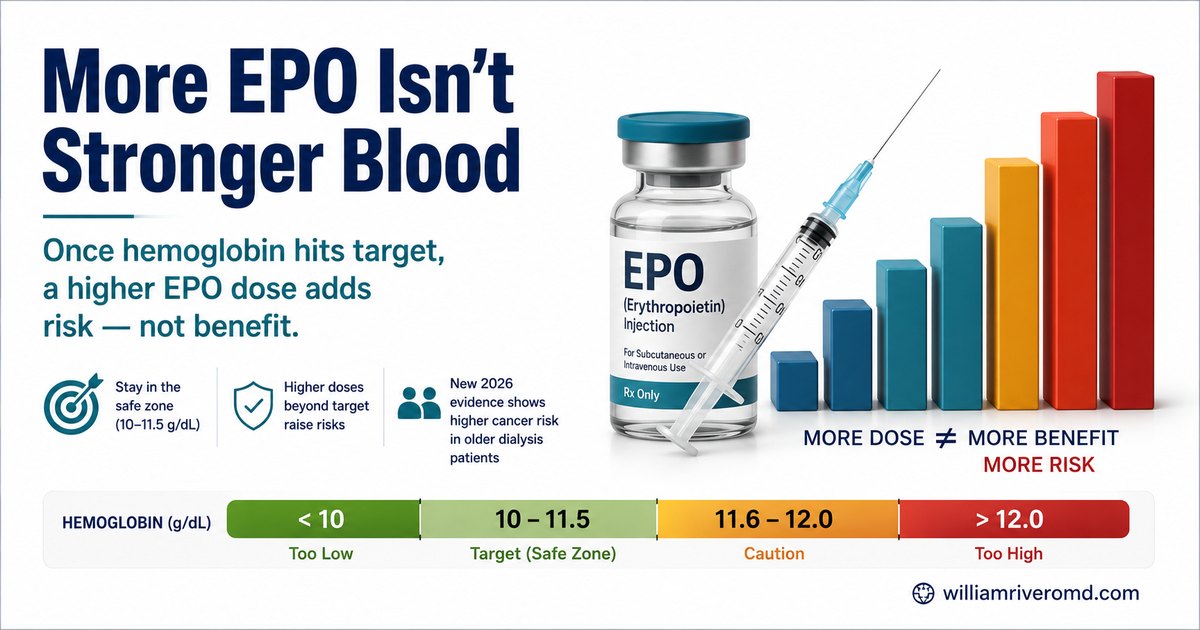 More EPO Isn't
Stronger Blood
Once hemoglobin hits target,
a higher EPO dose adds
risk — not benefit.
Stay in the
safe zone
(10–11.5 g/dL)
Higher doses
beyond target
raise risks
New 2026
evidence shows
higher cancer risk
in older dialysis
patients
EPO
(Erythropoietin)
Injection
For Subcutaneous or
Intravenous Use
Rx Only
MORE DOSE ≠ MORE BENEFIT
MORE RISK
HEMOGLOBIN (g/dL)
< 10
10 – 11.5
11.6 – 12.0
> 12.0
Too Low
Target (Safe Zone)
Caution
Too High
williamriveromd.com